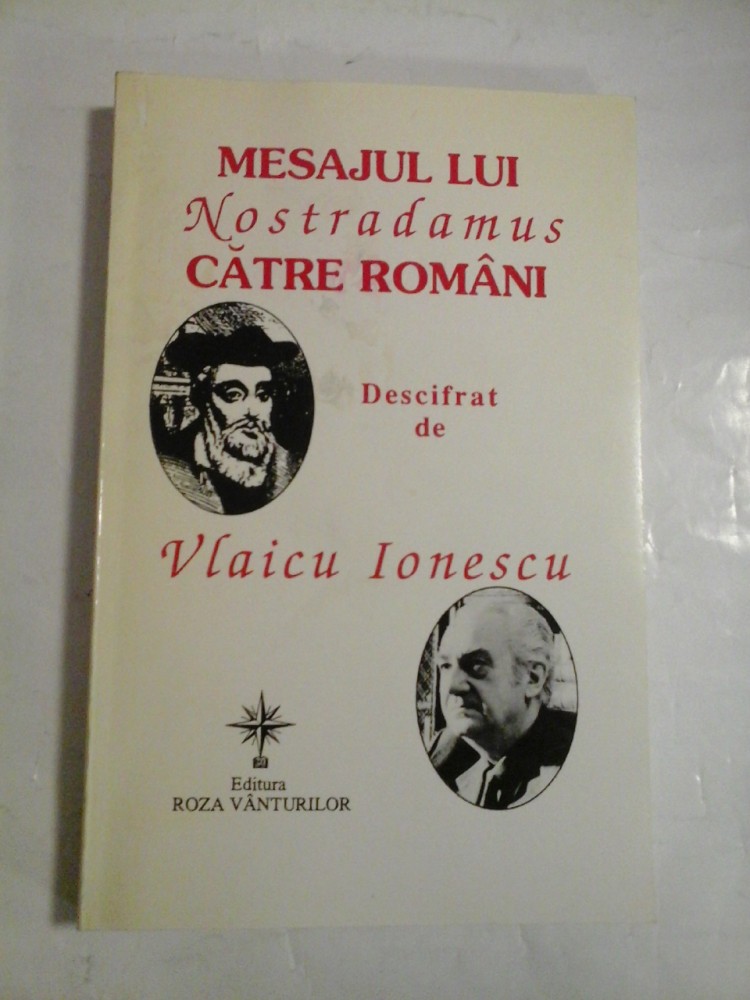 MESAJUL LUI
Nostradamus
CĂTRE ROMÂNI
Descifrat
de
Vlaicu Ionescu
Editura
ROZA VÂNTURILOR